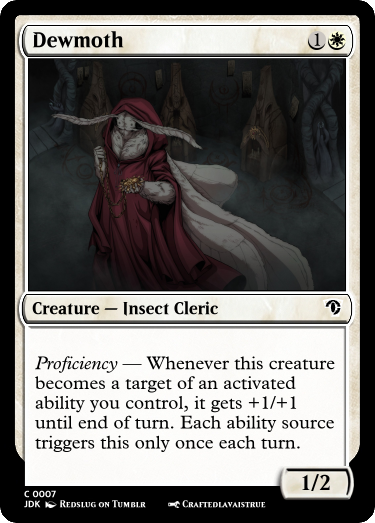 Dewmoth
1
Creature — Insect Cleric
Proficiency — Whenever this creature
becomes a target of an activated
ability you control, it gets +1/+1
until end of turn. Each ability source
triggers this only once each turn.
1/2
C 0007
JDK Redslug on Tumblr Craftedlavaistrue